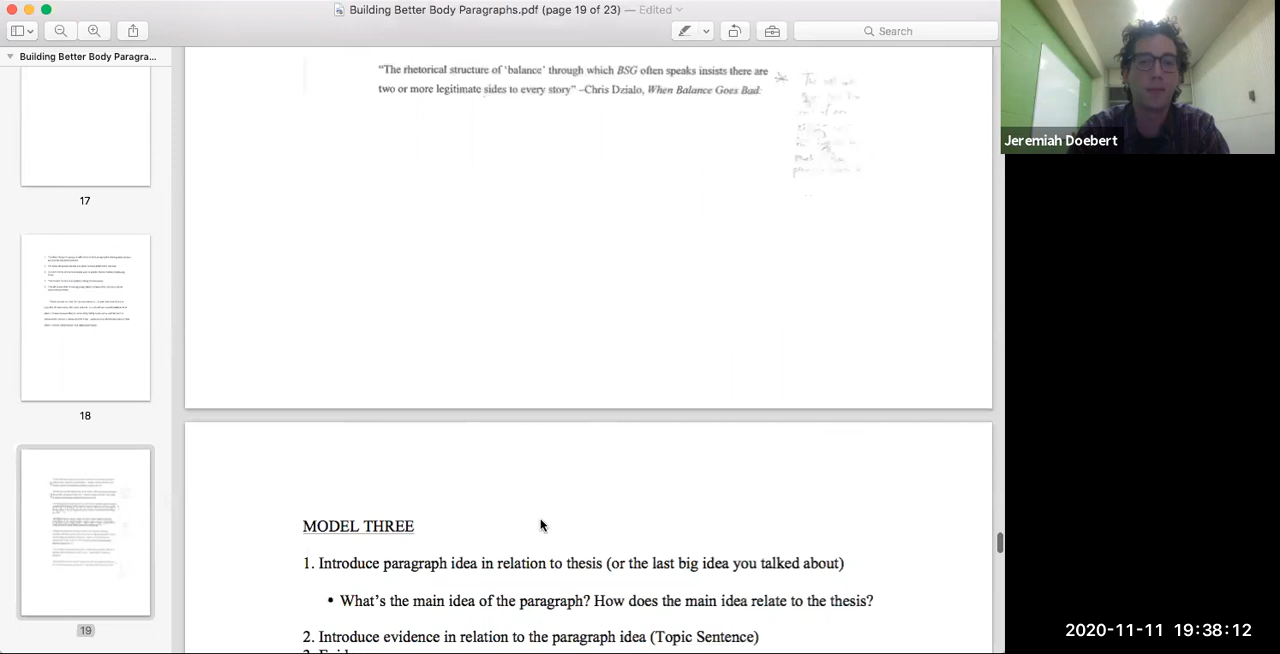 Building Better Body Paragraphs.pdf (page 19 of 23) — Edited
Search
Building Better Body Paragra...
17
18
19
"The rhetorical structure of 'balance' through which BSG often speaks insists there are
two or more legitimate sides to every story" –Chris Dzialo, When Balance Goes Bad:
MODEL THREE
1. Introduce paragraph idea in relation to thesis (or the last big idea you talked about)
• What's the main idea of the paragraph? How does the main idea relate to the thesis?
2. Introduce evidence in relation to the paragraph idea (Topic Sentence)
Jeremiah Doebert
2020-11-11 19:38:12